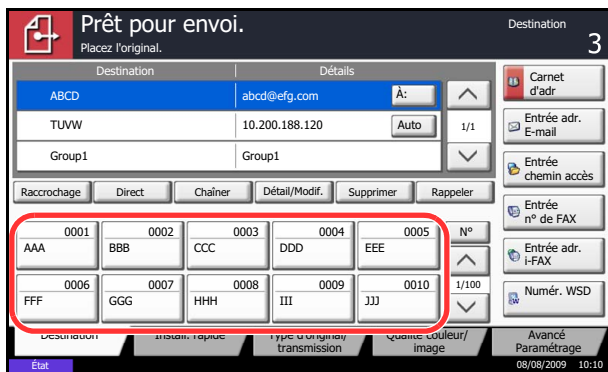 Prêt pour envoi.
Placez l'original.
Destination
3
Destination Détails
ABCD abcd@efg.com À:
TUVW 10.200.188.120 Auto 1/1
Group1 Group1
Raccrochage Direct Chaîner Détail/Modif. Supprimer Rappeler
0001 0002 0003 0004 0005 N°
AAA BBB CCC DDD EEE
0006 0007 0008 0009 0010 1/100
FFF GGG HHH III JJJ
Carnet
d'adr
Entrée adr.
E-mail
Entrée
chemin accès
Entrée
n° de FAX
Entrée adr.
i-FAX
Numér. WSD
Destination
Install. rapide
Type d'original/
transmission
Qualité couleur/
image
Avancé
Paramétrage
État 08/08/2009 10:10